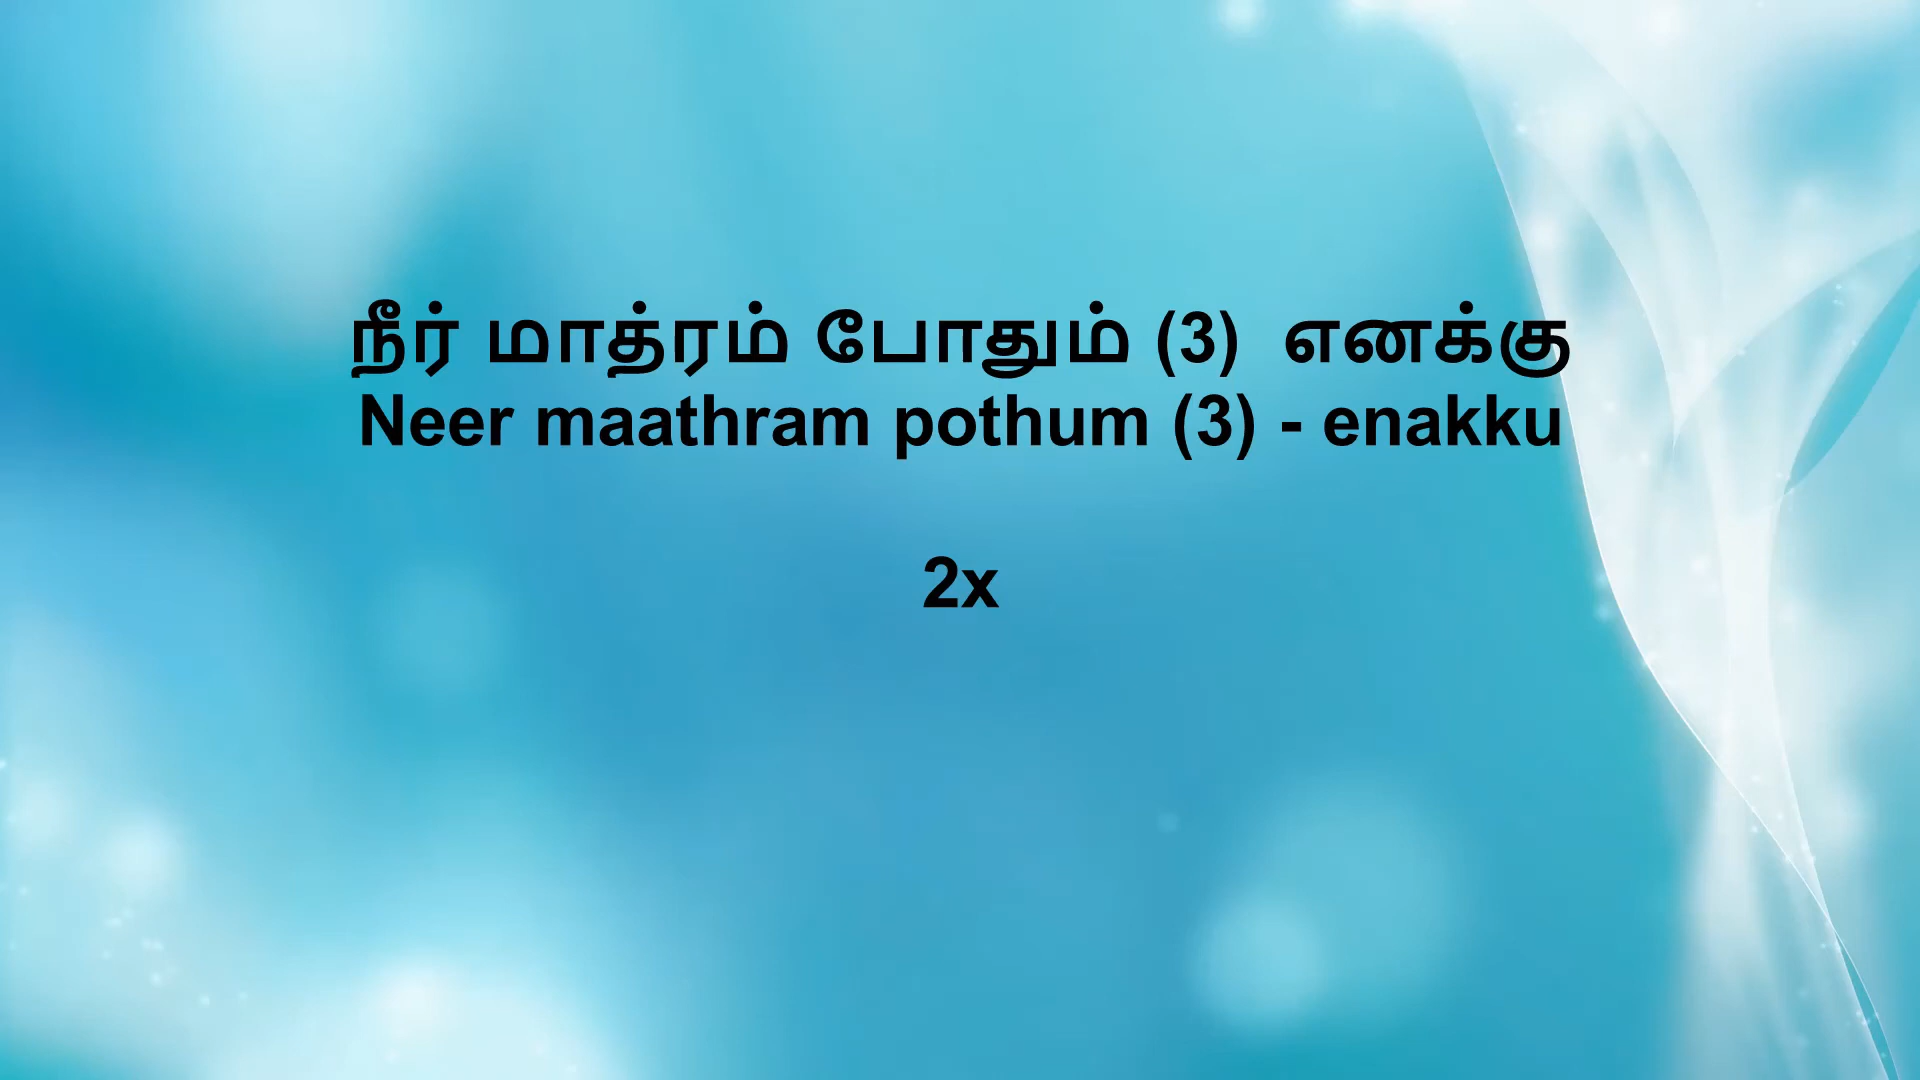 நீர் மாத்ரம் போதும் (3) எனக்கு
Neer maathram pothum (3) - enakku
2x